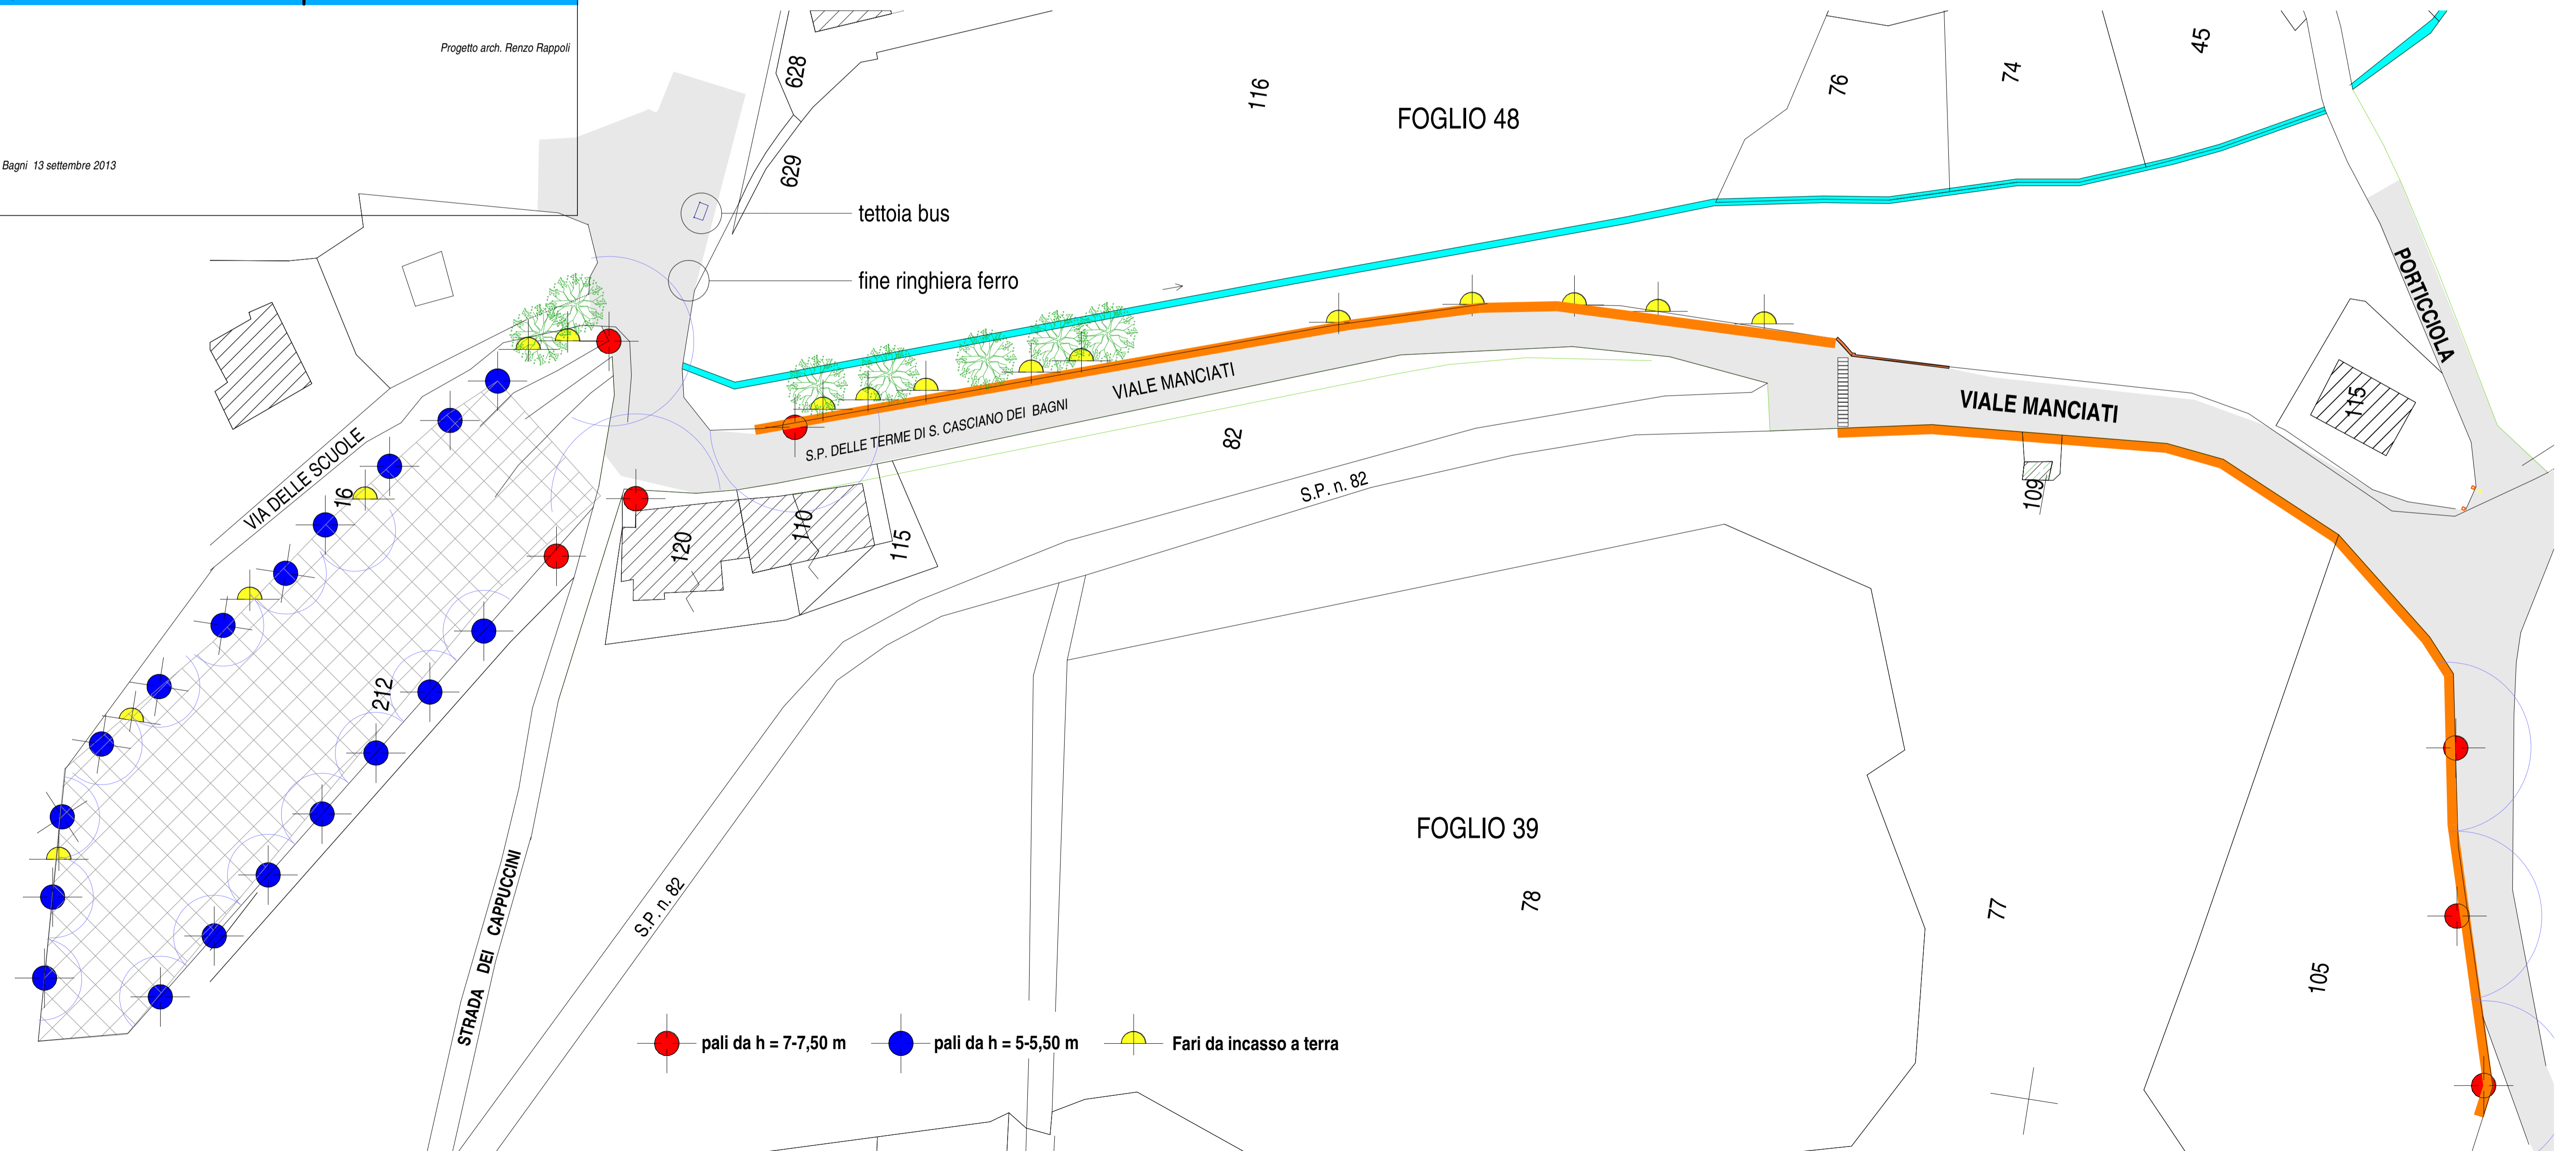 Progetto arch. Renzo Rappoli
Bagni 13 settembre 2013
628
629
116
FOGLIO 48
76
74
45
tettoia bus
fine ringhiera ferro
PORTICCIOLA
VIALE MANCIATI
S.P. DELLE TERME DI S. CASCIANO DEI BAGNI
VIALE MANCIATI
115
82
S.P. n. 82
109
VIA DELLE SCUOLE
16
120
110
115
212
FOGLIO 39
78
77
105
STRADA DEI CAPPUCCINI
S.P. n. 82
pali da h = 7-7,50 m
pali da h = 5-5,50 m
Fari da incasso a terra